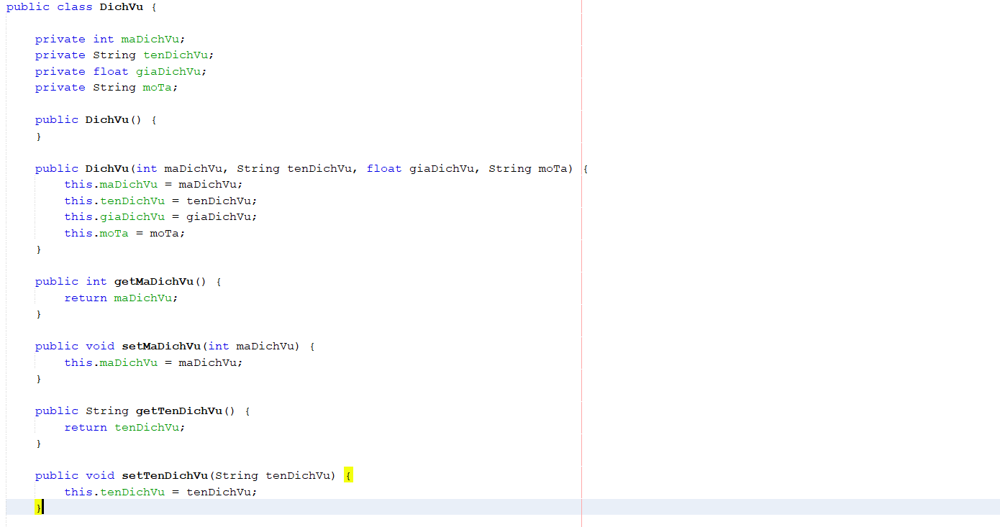 public class DichVu {
private int maDichVu;
private String tenDichVu;
private float giaDichVu;
private String moTa;
public DichVu() {
}
public DichVu(int maDichVu, String tenDichVu, float giaDichVu, String moTa) {
this.maDichVu = maDichVu;
this.tenDichVu = tenDichVu;
this.giaDichVu = giaDichVu;
this.moTa = moTa;
}
public int getMaDichVu() {
return maDichVu;
}
public void setMaDichVu(int maDichVu) {
this.maDichVu = maDichVu;
}
public String getTenDichVu() {
return tenDichVu;
}
public void setTenDichVu(String tenDichVu) {
this.tenDichVu = tenDichVu;
}